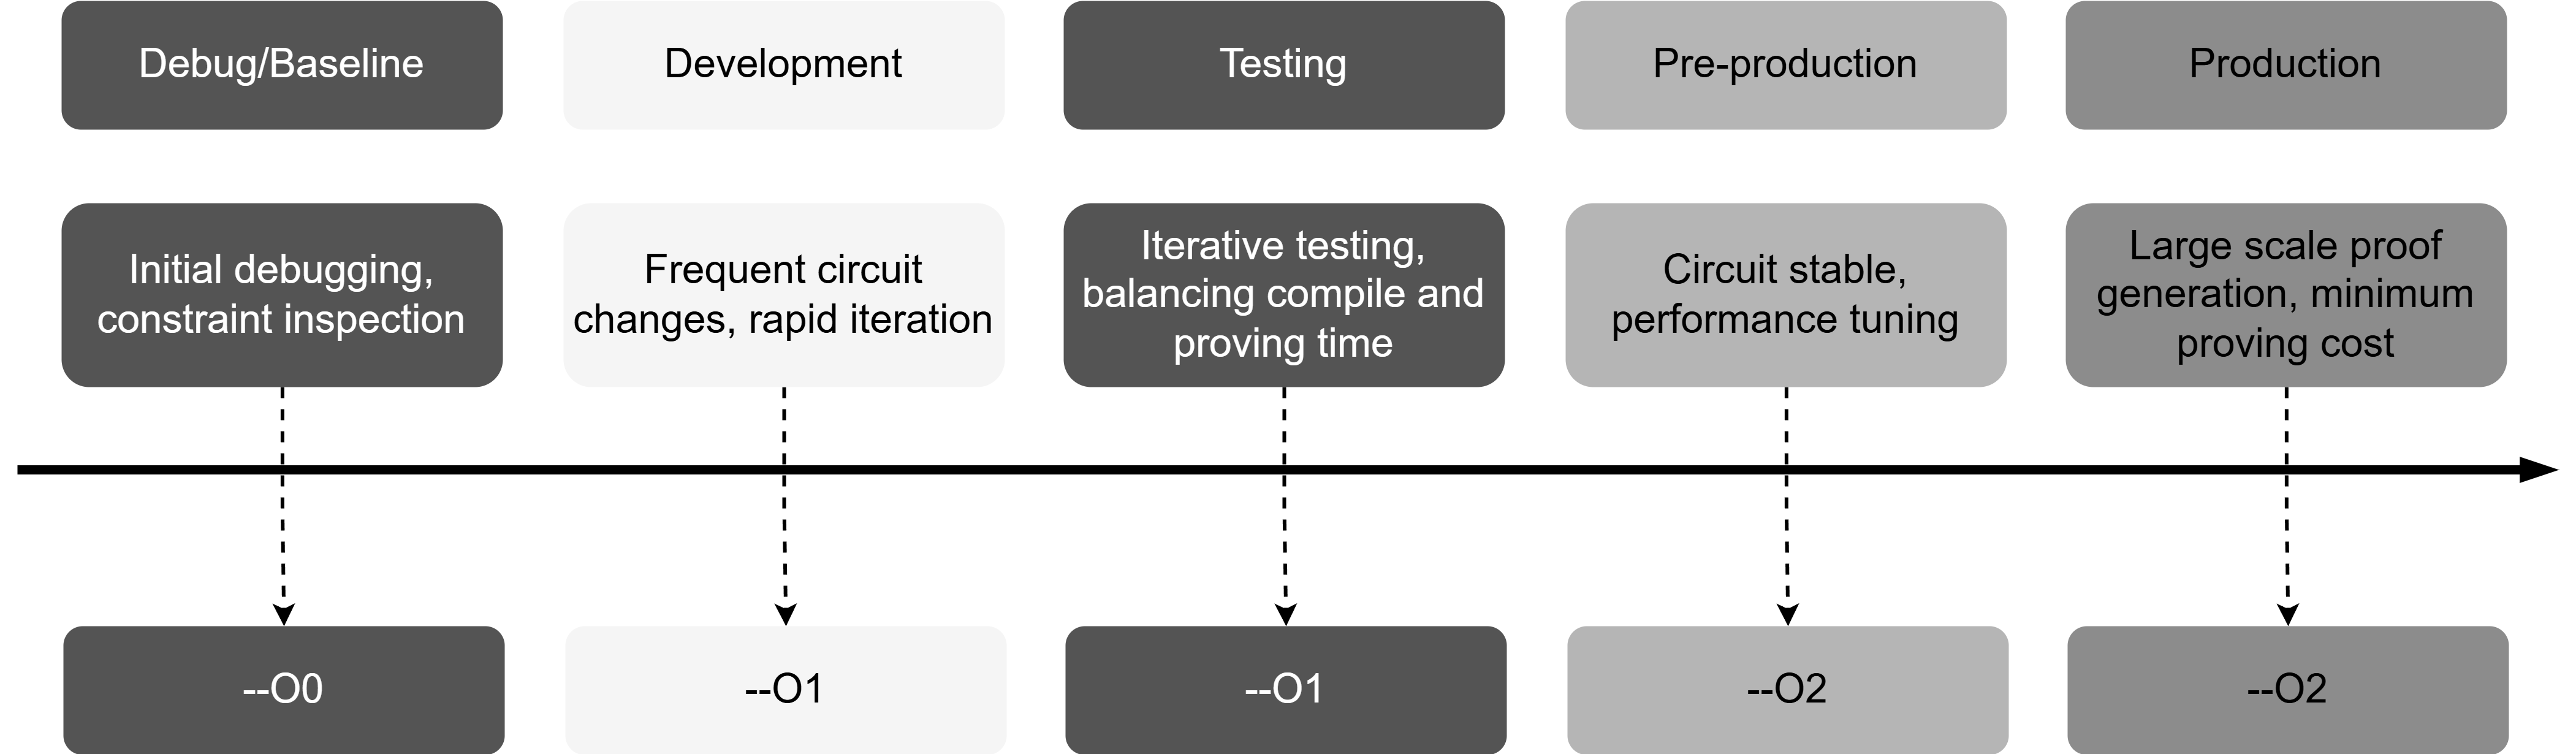 Debug/Baseline
Development
Testing
Pre-production
Production
Initial debugging,
constraint inspection
Frequent circuit
changes, rapid iteration
Iterative testing,
balancing compile and
proving time
Circuit stable,
performance tuning
Large scale proof
generation, minimum
proving cost
--O0
--O1
--O1
--O2
--O2